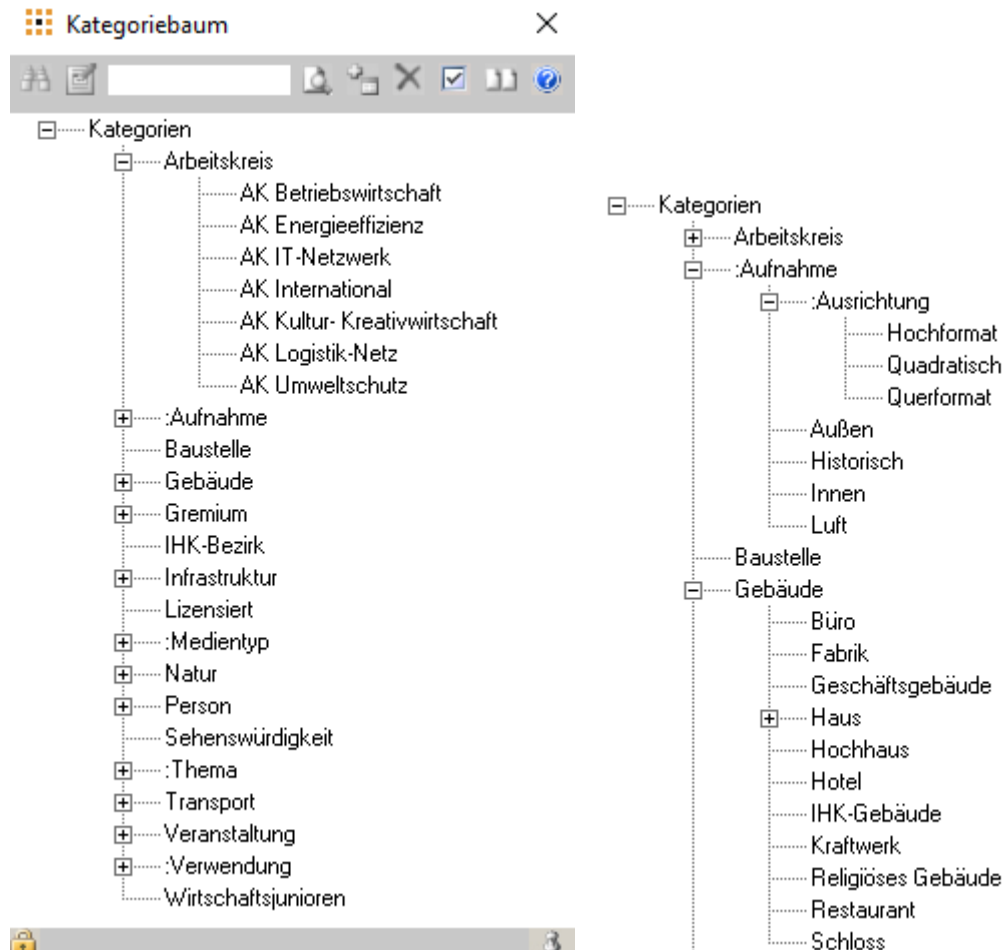 Kategoriebaum
Kategorien
Arbeitskreis
AK Betriebswirtschaft
AK Energieeffizienz
AK IT-Netzwerk
AK International
AK Kultur- Kreativwirtschaft
AK Logistik-Netz
AK Umweltschutz
:Aufnahme
Baustelle
Gebäude
Gremium
IHK-Bezirk
Infrastruktur
Lizensiert
:Medientyp
Natur
Person
Sehenswürdigkeit
:Thema
Transport
Veranstaltung
:Verwendung
Wirtschaftsjunioren
Kategorien
Arbeitskreis
:Aufnahme
:Ausrichtung
Hochformat
Quadratisch
Querformat
Außen
Historisch
Innen
Luft
Baustelle
Gebäude
Büro
Fabrik
Geschäftsgebäude
Haus
Hochhaus
Hotel
IHK-Gebäude
Kraftwerk
Religiöses Gebäude
Restaurant
Schloss